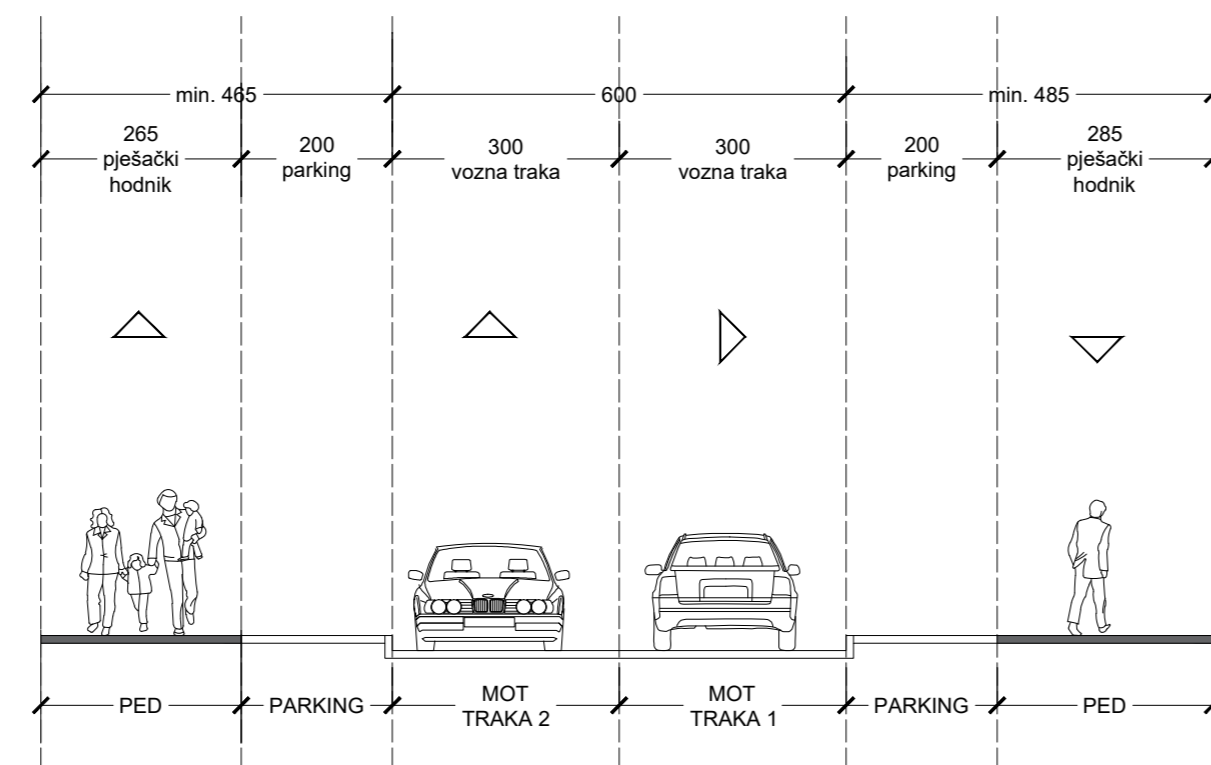 min. 465
600
min. 485
265
pješački
hodnik
200
parking
300
vozna traka
300
vozna traka
200
parking
285
pješački
hodnik
PED
PARKING
MOT
TRAKA 2
MOT
TRAKA 1
PARKING
PED